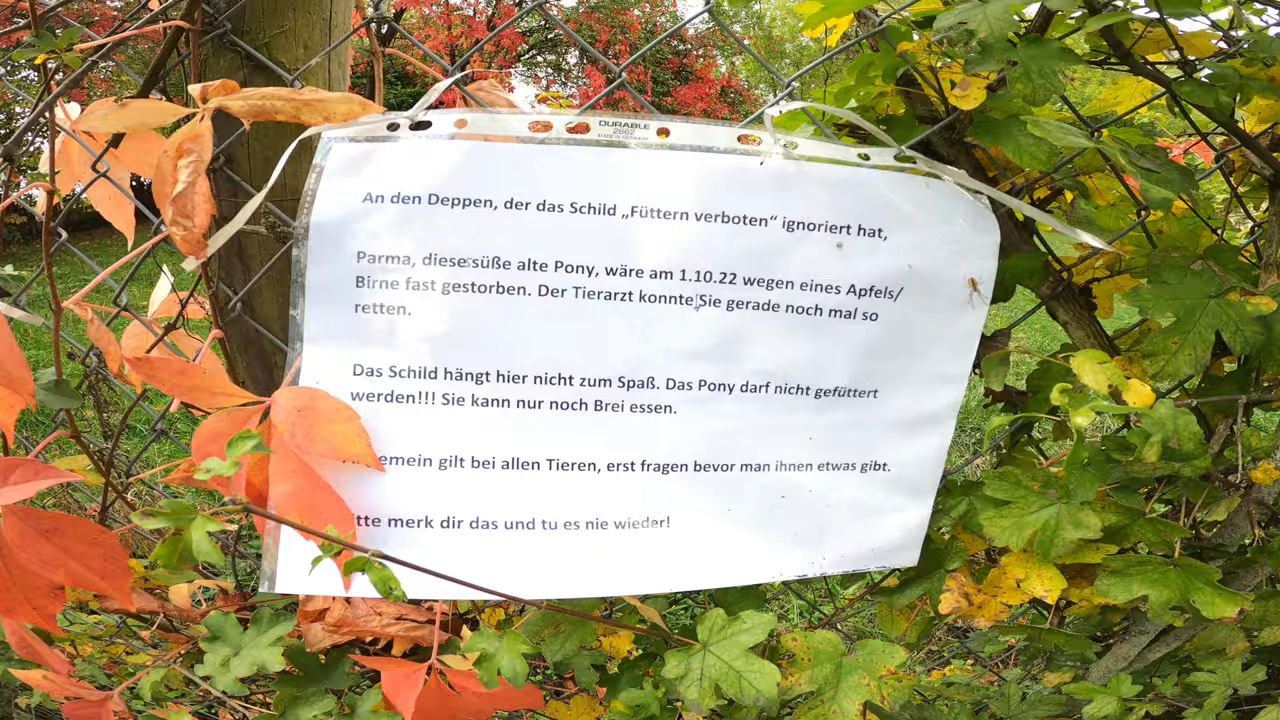 DURABLE
2662
MADE IN GERMANY
An den Deppen, der das Schild „Füttern verboten“ ignoriert hat,
Parma, diese süße alte Pony, wäre am 1.10.22 wegen eines Apfels/
Birne fast gestorben. Der Tierarzt konnte Sie gerade noch mal so
retten.
Das Schild hängt hier nicht zum Spaß. Das Pony darf nicht gefüttert
werden!!! Sie kann nur noch Brei essen.
emein gilt bei allen Tieren, erst fragen bevor man ihnen etwas gibt.
tte merk dir das und tu es nie wieder!